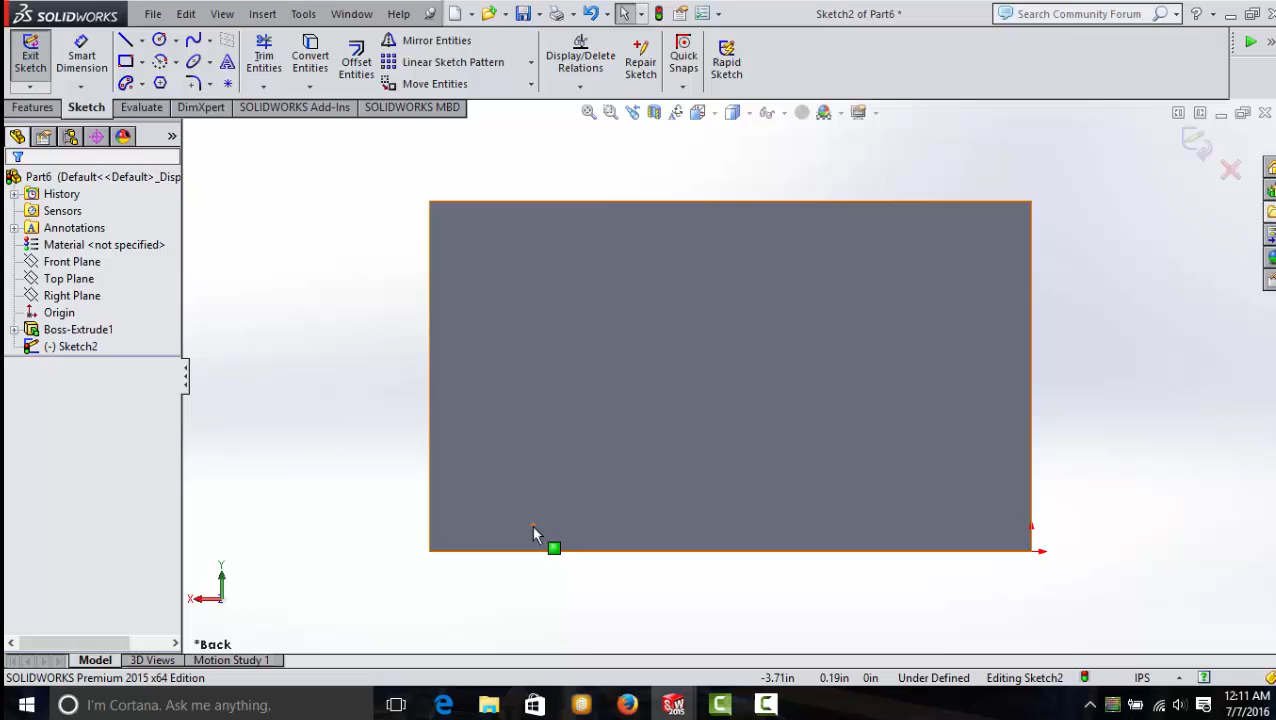 SOLIDWORKS File Edit View Insert Tools Window Help Sketch2 of Part6 * Search Community Forum
Exit Sketch
Smart Dimension
Trim Entities
Convert Entities
Offset Entities
Mirror Entities
Linear Sketch Pattern
Move Entities
Display/Delete Relations
Repair Sketch
Quick Snaps
Rapid Sketch
Features Sketch Evaluate DimXpert SOLIDWORKS Add-Ins SOLIDWORKS MBD
Part6 (Default<<Default>_Disp
History
Sensors
Annotations
Material <not specified>
Front Plane
Top Plane
Right Plane
Origin
Boss-Extrude1
(-) Sketch2
Y
X
Z
*Back
Model 3D Views Motion Study 1
SOLIDWORKS Premium 2015 x64 Edition -3.71in 0.19in 0in Under Defined Editing Sketch2 IPS
I'm Cortana. Ask me anything.
12:11 AM
7/7/2016